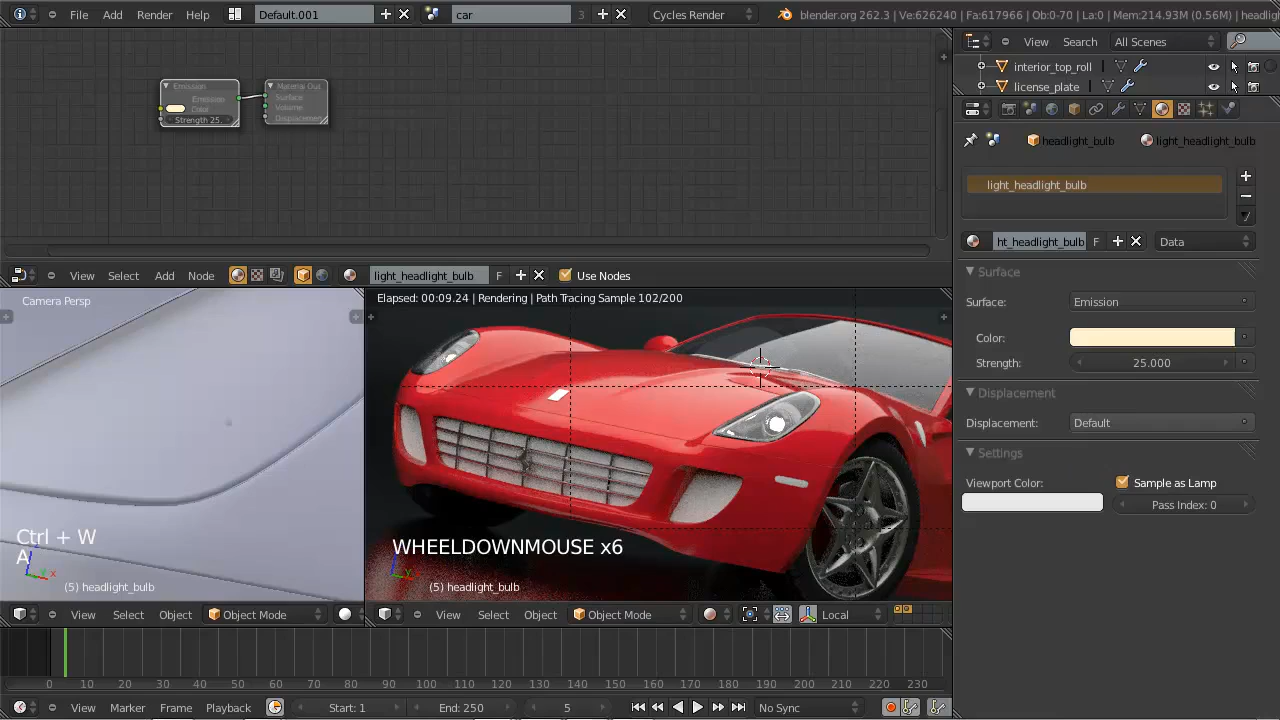 File Add Render Help Default.001 car 3 Cycles Render blender.org 262.3 | Ve:626240 | Fa:617966 | Ob:0-70 | La:0 | Mem:214.93M (0.56M) | headlig
View Search All Scenes
interior_top_roll
license_plate
Emission
Emission
Color
Strength 25.
Material Out
Surface
Volume
Displacement
headlight_bulb light_headlight_bulb
light_headlight_bulb
ht_headlight_bulb F Data
Surface
Surface: Emission
Color:
Strength: 25.000
Displacement
Displacement: Default
Settings
Viewport Color: Sample as Lamp
Pass Index: 0
View Select Add Node light_headlight_bulb F Use Nodes
Camera Persp
Elapsed: 00:09.24 | Rendering | Path Tracing Sample 102/200
Ctrl + W
A
WHEELDOWNMOUSE x6
(5) headlight_bulb
(5) headlight_bulb
View Select Object Object Mode
View Select Object Object Mode Local
0 10 20 30 40 50 60 70 80 90 100 110 120 130 140 150 160 170 180 190 200 210 220 230
View Marker Frame Playback Start: 1 End: 250 5 No Sync